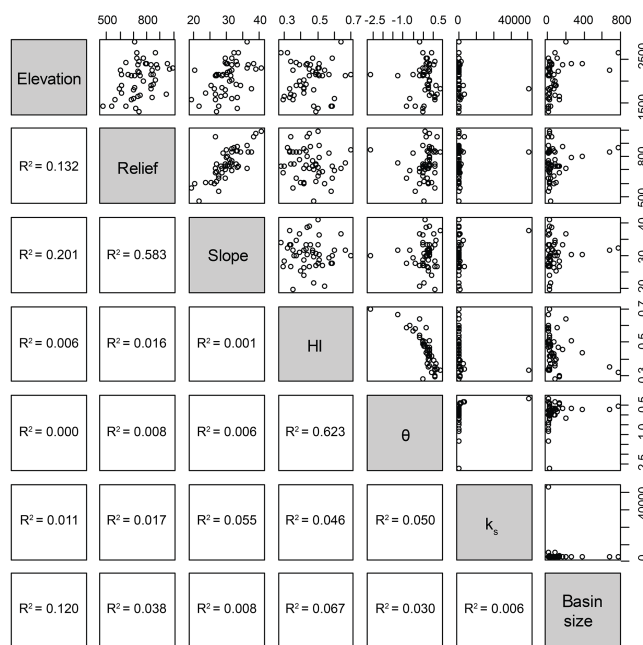 500 800 20 30 40 0.3 0.5 0.7 -2.5 -1.0 0.5 0 40000 0 800
Elevation
1500 2500
R² = 0.132 Relief
500 800
R² = 0.201 R² = 0.583 Slope
20 30 40
R² = 0.006 R² = 0.016 R² = 0.001 HI
0.3 0.5 0.7
R² = 0.000 R² = 0.008 R² = 0.006 R² = 0.623 θ
-2.5 -1.0 0.5
R² = 0.011 R² = 0.017 R² = 0.055 R² = 0.046 R² = 0.050 kₛ
0 40000
R² = 0.120 R² = 0.038 R² = 0.008 R² = 0.067 R² = 0.030 R² = 0.006 Basin
size